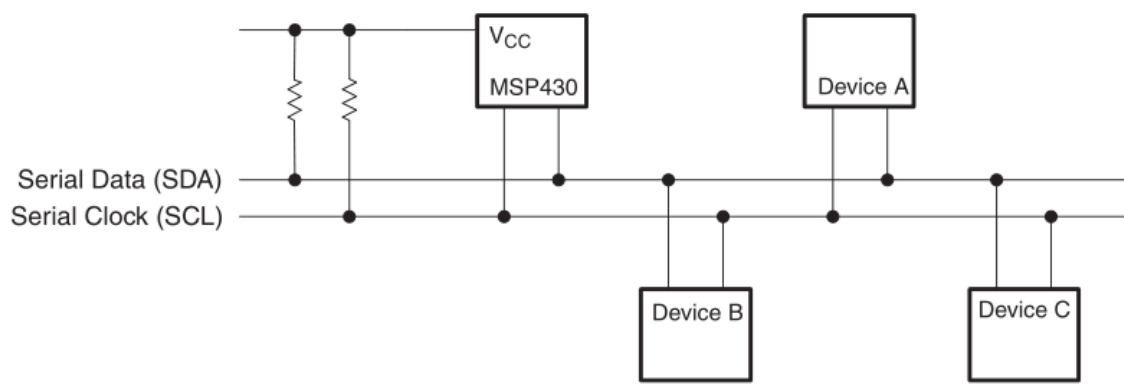 VCC
MSP430
Device A
Serial Data (SDA)
Serial Clock (SCL)
Device B
Device C